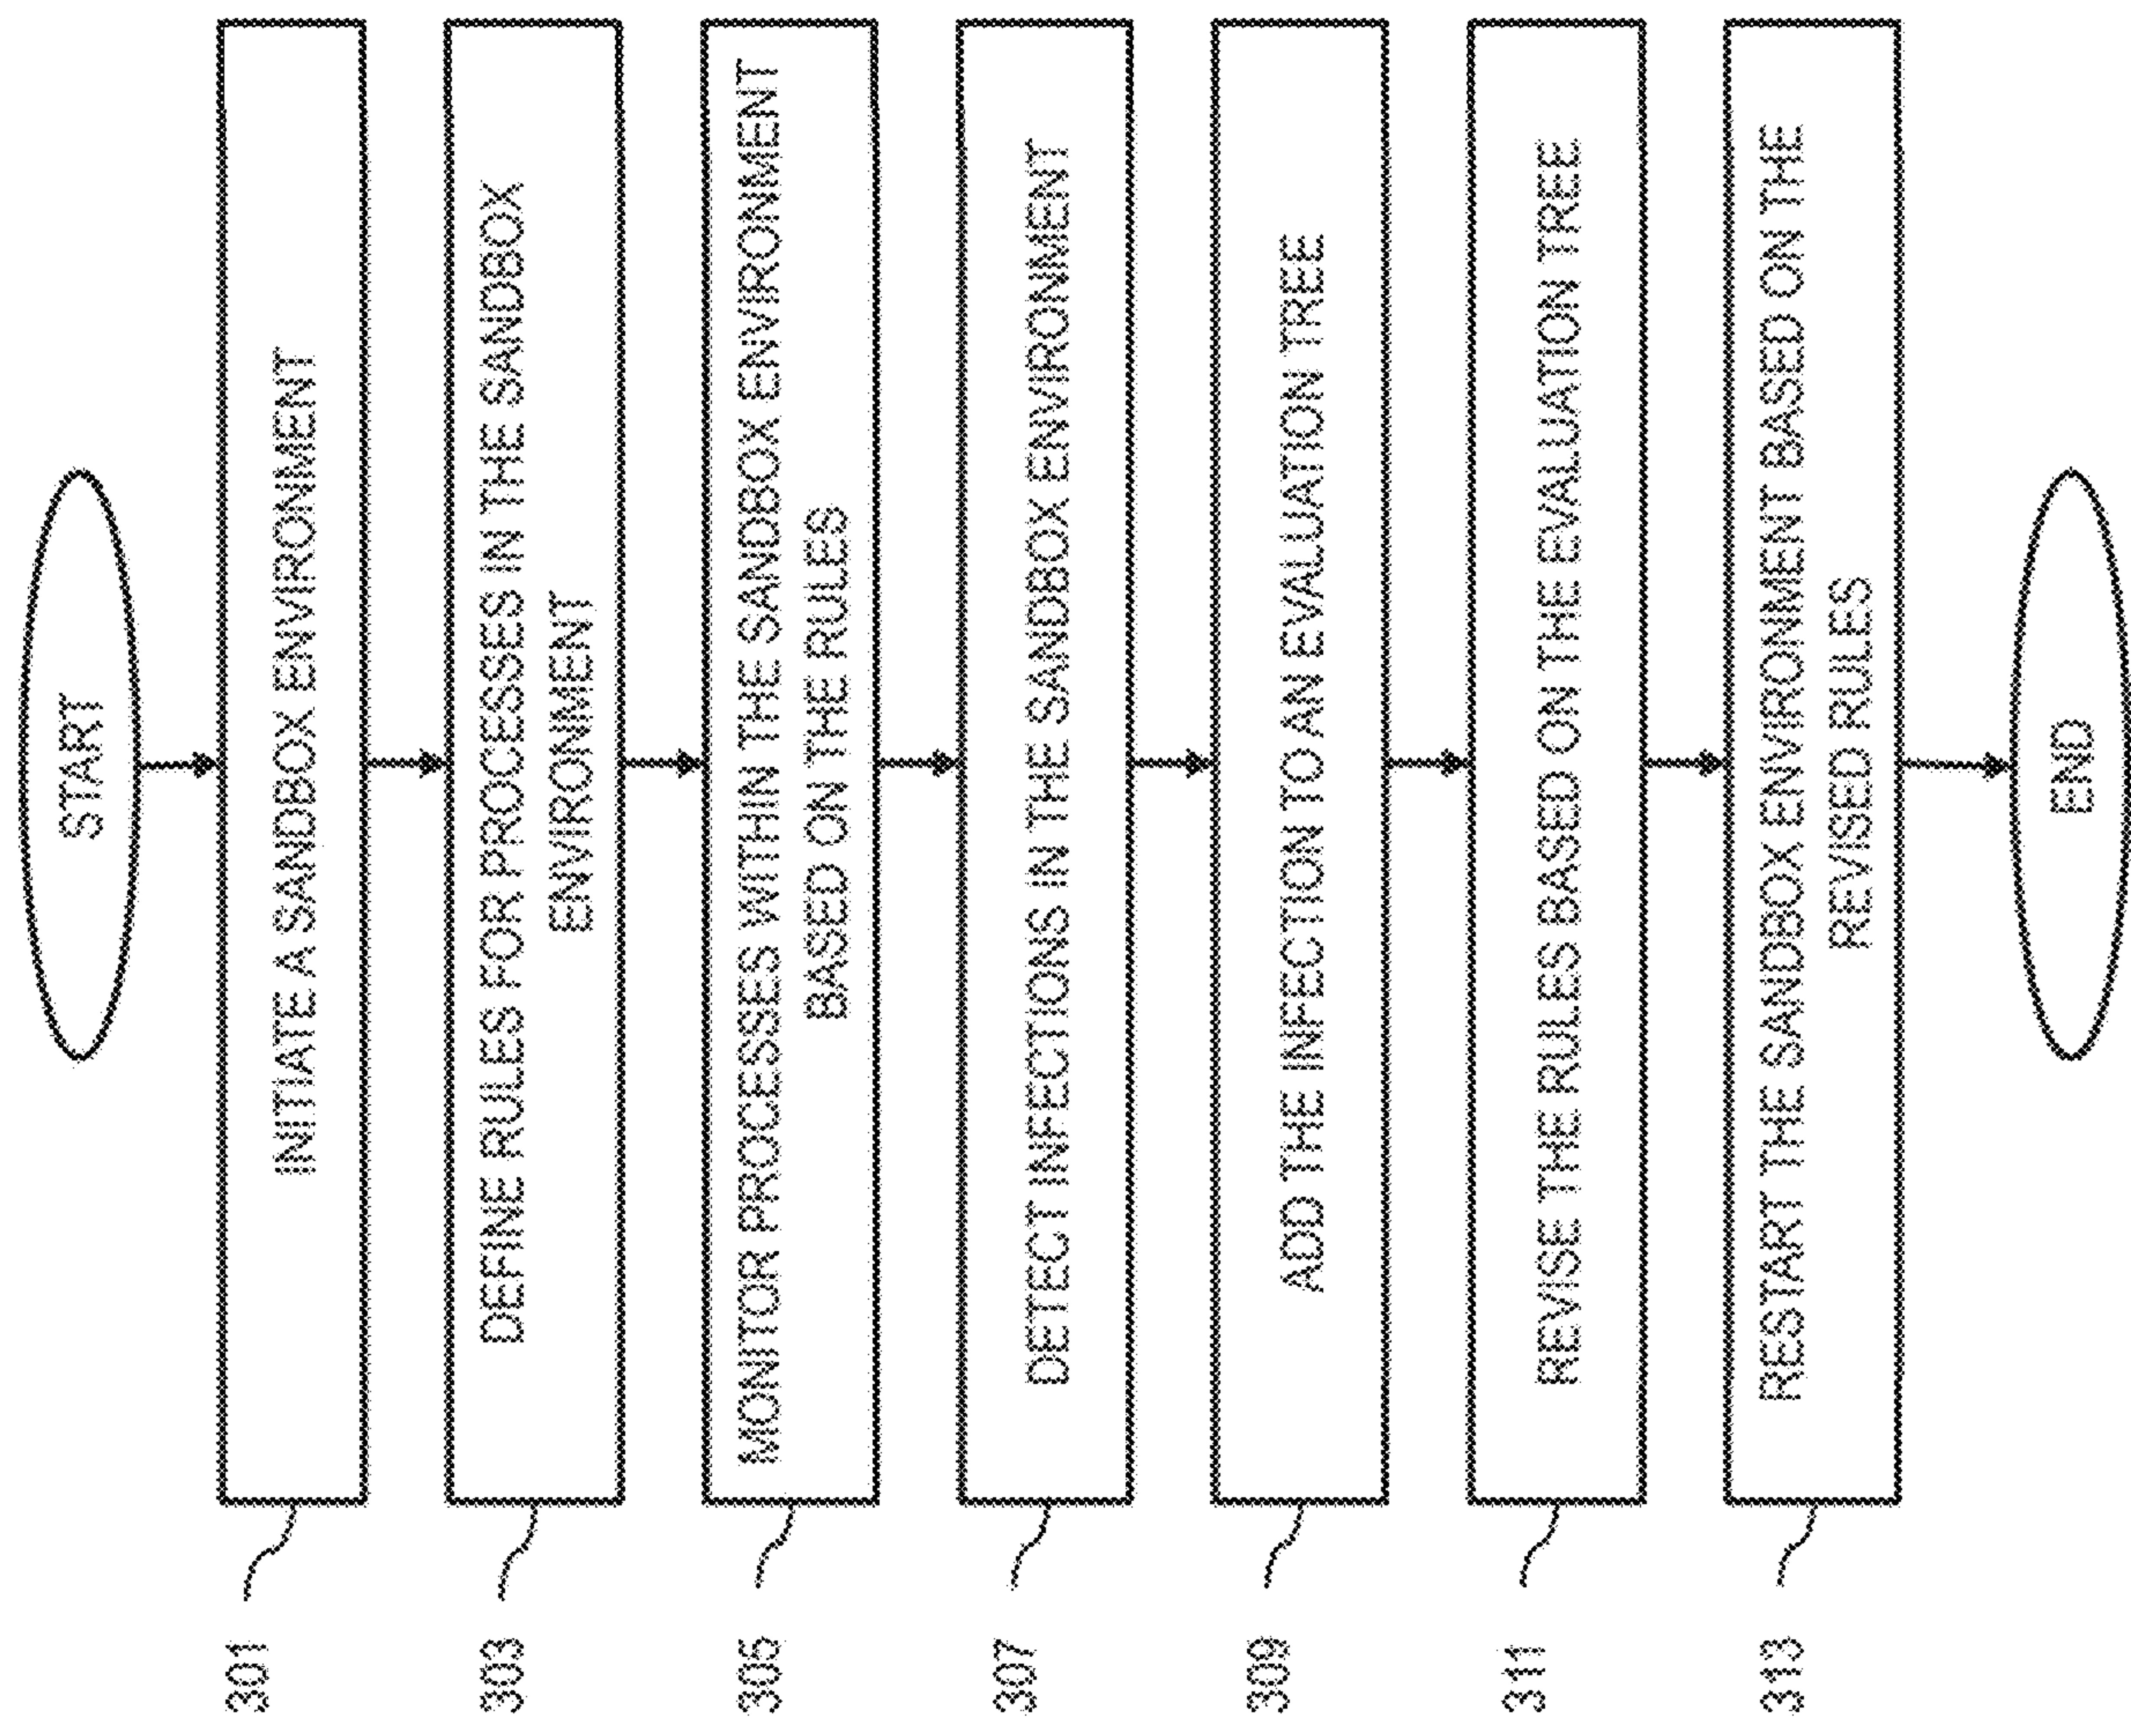 START
301
INITIATE A SANDBOX ENVIRONMENT
303
DEFINE RULES FOR PROCESSES IN THE SANDBOX
ENVIRONMENT
305
MONITOR PROCESSES WITHIN THE SANDBOX ENVIRONMENT
BASED ON THE RULES
307
DETECT INFECTIONS IN THE SANDBOX ENVIRONMENT
309
ADD THE INFECTION TO AN EVALUATION TREE
311
REVISE THE RULES BASED ON THE EVALUATION TREE
313
RESTART THE SANDBOX ENVIRONMENT BASED ON THE
REVISED RULES
END